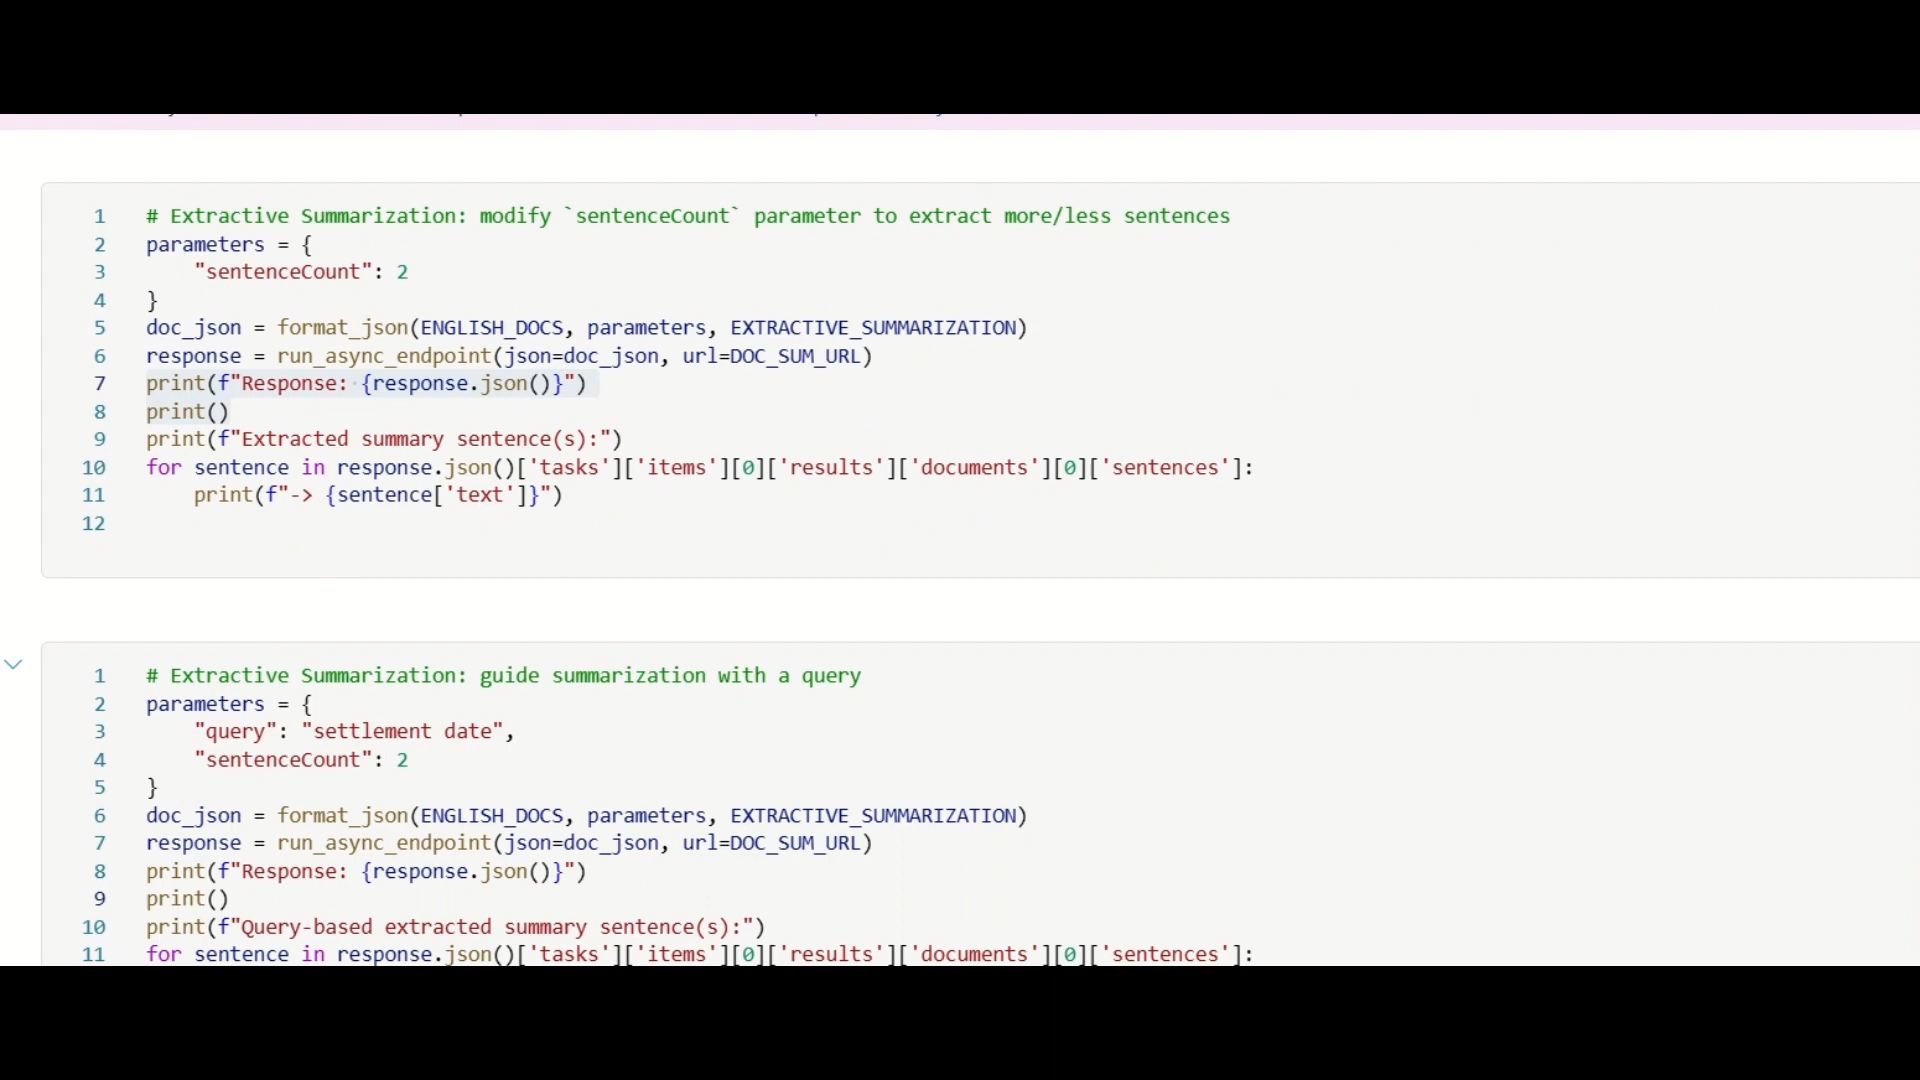 1 # Extractive Summarization: modify `sentenceCount` parameter to extract more/less sentences
2 parameters = {
3     "sentenceCount": 2
4 }
5 doc_json = format_json(ENGLISH_DOCS, parameters, EXTRACTIVE_SUMMARIZATION)
6 response = run_async_endpoint(json=doc_json, url=DOC_SUM_URL)
7 print(f"Response: {response.json()}")
8 print()
9 print(f"Extracted summary sentence(s):")
10 for sentence in response.json()['tasks']['items'][0]['results']['documents'][0]['sentences']:
11     print(f"-> {sentence['text']}")
12
1 # Extractive Summarization: guide summarization with a query
2 parameters = {
3     "query": "settlement date",
4     "sentenceCount": 2
5 }
6 doc_json = format_json(ENGLISH_DOCS, parameters, EXTRACTIVE_SUMMARIZATION)
7 response = run_async_endpoint(json=doc_json, url=DOC_SUM_URL)
8 print(f"Response: {response.json()}")
9 print()
10 print(f"Query-based extracted summary sentence(s):")
11 for sentence in response.json()['tasks']['items'][0]['results']['documents'][0]['sentences']: